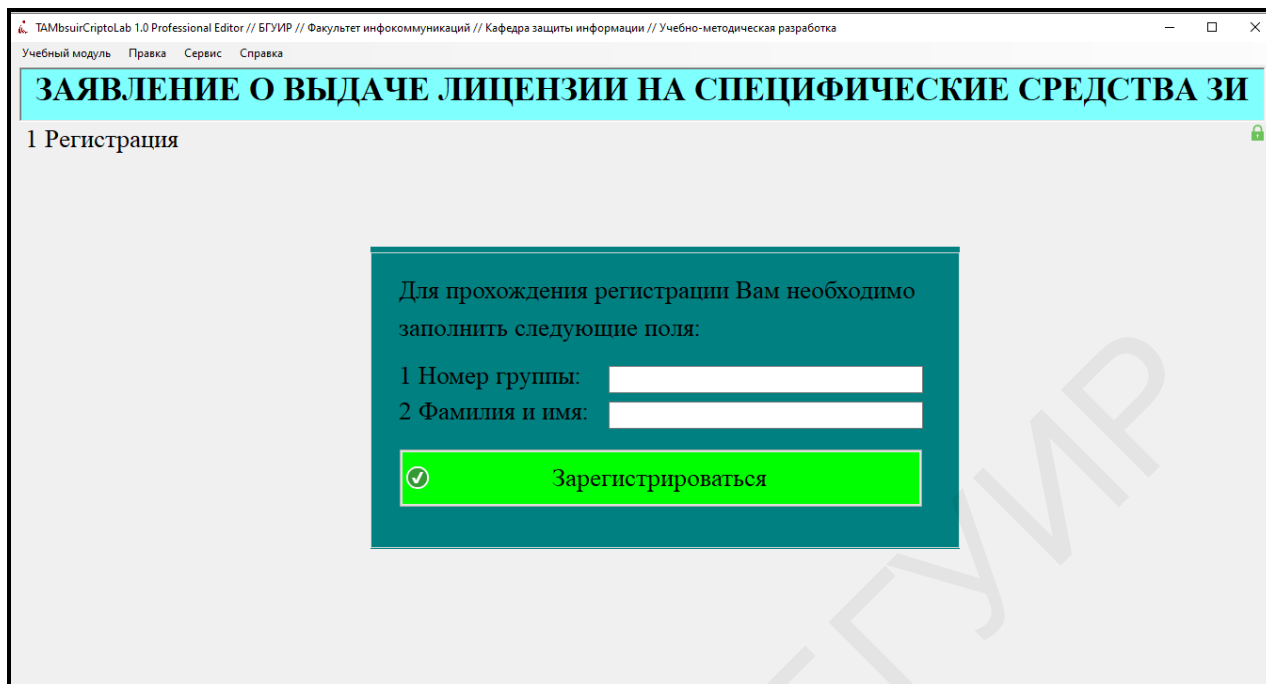 TAMbsuirCriptoLab 1.0 Professional Editor // БГУИР // Факультет инфокоммуникаций // Кафедра защиты информации // Учебно-методическая разработка
Учебный модуль Правка Сервис Справка
ЗАЯВЛЕНИЕ О ВЫДАЧЕ ЛИЦЕНЗИИ НА СПЕЦИФИЧЕСКИЕ СРЕДСТВА ЗИ
1 Регистрация
Для прохождения регистрации Вам необходимо
заполнить следующие поля:
1 Номер группы:
2 Фамилия и имя:
Зарегистрироваться
БГУИР